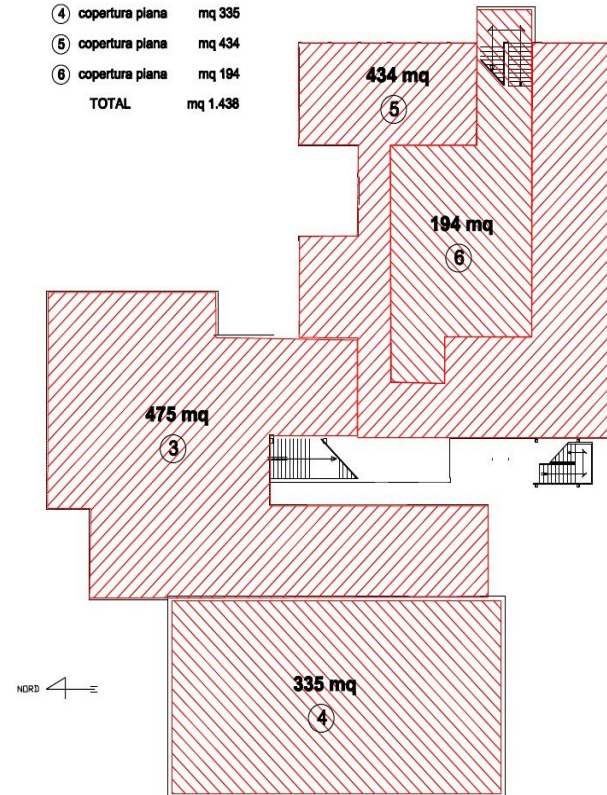 4 copertura piana mq 335
5 copertura piana mq 434
6 copertura piana mq 194
TOTAL mq 1.438
434 mq
5
194 mq
6
475 mq
3
NORD
335 mq
4